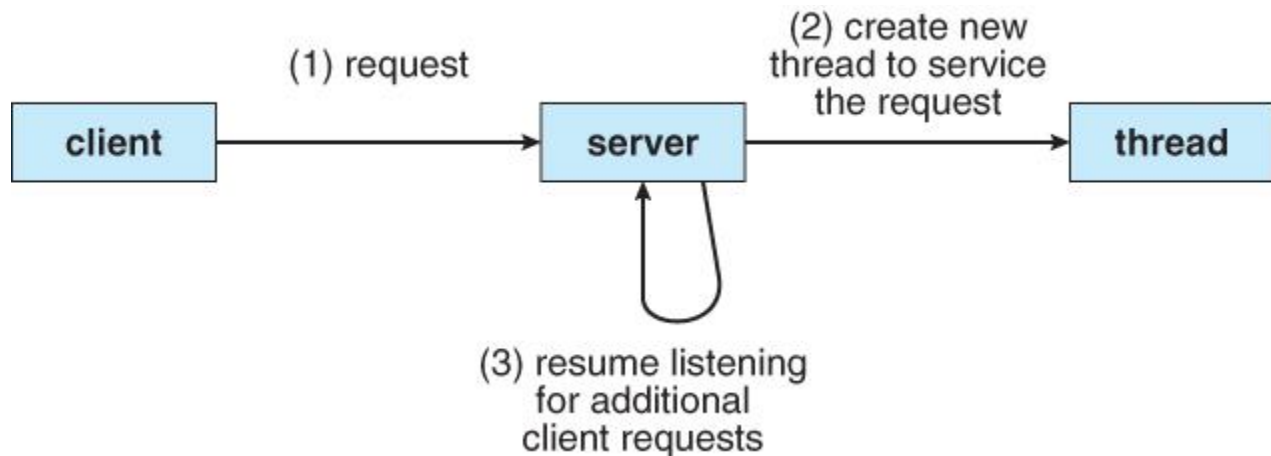 (1) request
(2) create new
thread to service
the request
client
server
thread
(3) resume listening
for additional
client requests